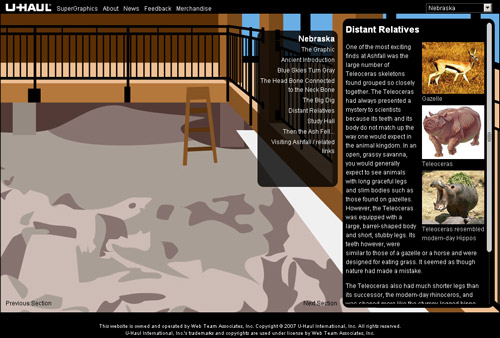 U-HAUL SuperGraphics About News Feedback Merchandise
Nebraska
Nebraska
The Graphic
Ancient Introduction
Blue Skies Turn Gray
The Head Bone Connected
to the Neck Bone
The Big Dig
Distant Relatives
Study Hall
Then the Ash Fell...
Visiting Ashfall / related
links
Distant Relatives
One of the most exciting
finds at Ashfall was the
large number of
Teleoceras skeletons
found grouped so closely
together. The Teleoceras
had always presented a
mystery to scientists
because its teeth and its
body do not match up the
way one would expect in
the animal kingdom. In an
open, grassy savanna,
you would generally
expect to see animals
with long graceful legs
and slim bodies such as
those found on gazelles.
However, the Teleoceras
was equipped with a
large, barrel-shaped body
and short, stubby legs. Its
teeth however, were
similar to those of a gazelle or a horse and were
designed for eating grass. It seemed as though
nature had made a mistake.
The Teleoceras also had much shorter legs than
its successor, the modern-day rhinoceros, and
was shaped more like the stumpy-legged hippo
Gazelle
Teleoceras
Teleoceras resembled
modern-day Hippos
Previous Section
Next Section
This website is owned and operated by Web Team Associates, Inc. Copyright © 2007 U-Haul International, Inc. All rights reserved.
U-Haul International, Inc.'s trademark and copyrights are used under license by Web Team Associates, Inc.